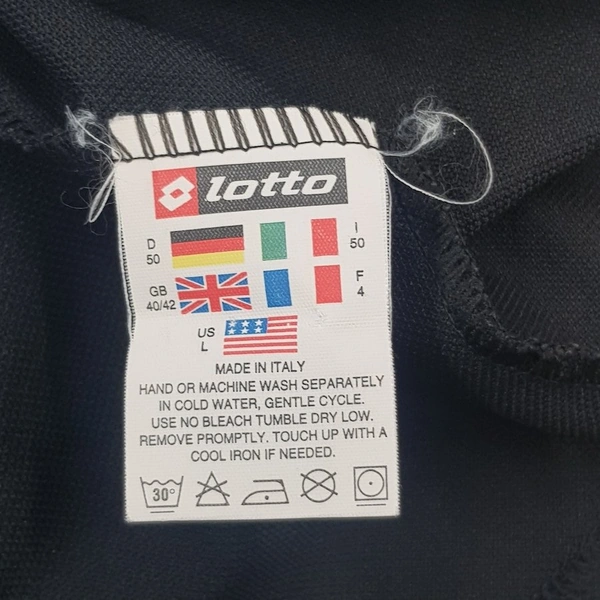 lotto
D
50
I
50
GB
40/42
F
4
US
L
MADE IN ITALY
HAND OR MACHINE WASH SEPARATELY
IN COLD WATER, GENTLE CYCLE.
USE NO BLEACH TUMBLE DRY LOW.
REMOVE PROMPTLY. TOUCH UP WITH A
COOL IRON IF NEEDED.
30°